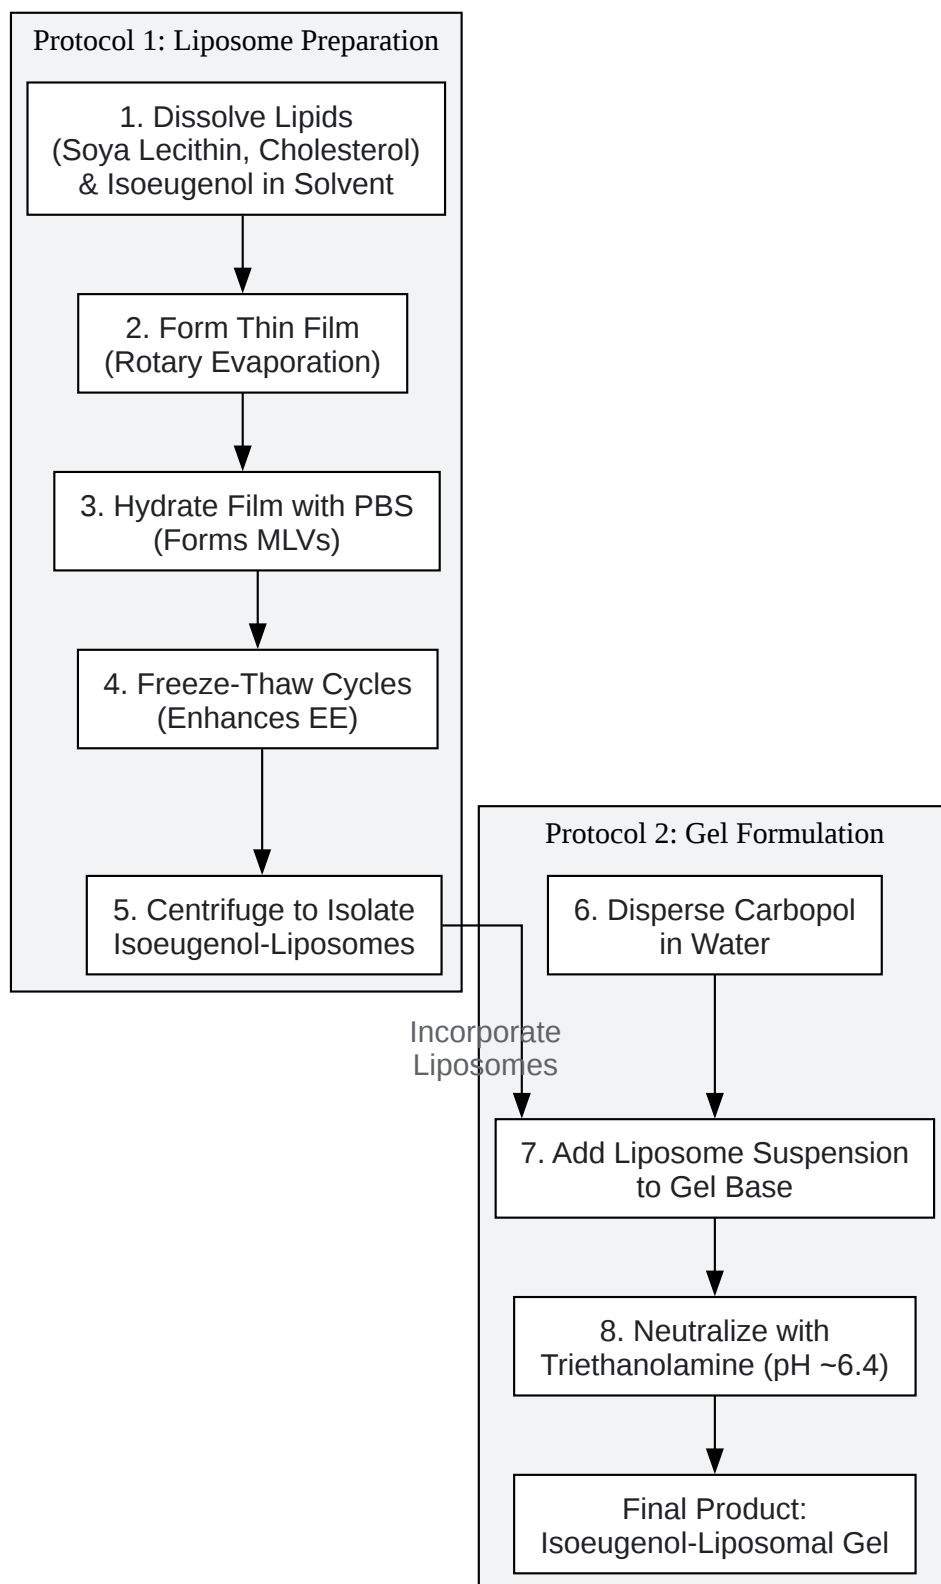 Protocol 1: Liposome Preparation
1. Dissolve Lipids
(Soya Lecithin, Cholesterol)
& Isoeugenol in Solvent
2. Form Thin Film
(Rotary Evaporation)
3. Hydrate Film with PBS
(Forms MLVs)
4. Freeze-Thaw Cycles
(Enhances EE)
5. Centrifuge to Isolate
Isoeugenol-Liposomes
Incorporate
Liposomes
Protocol 2: Gel Formulation
6. Disperse Carbopol
in Water
7. Add Liposome Suspension
to Gel Base
8. Neutralize with
Triethanolamine (pH ~6.4)
Final Product:
Isoeugenol-Liposomal Gel